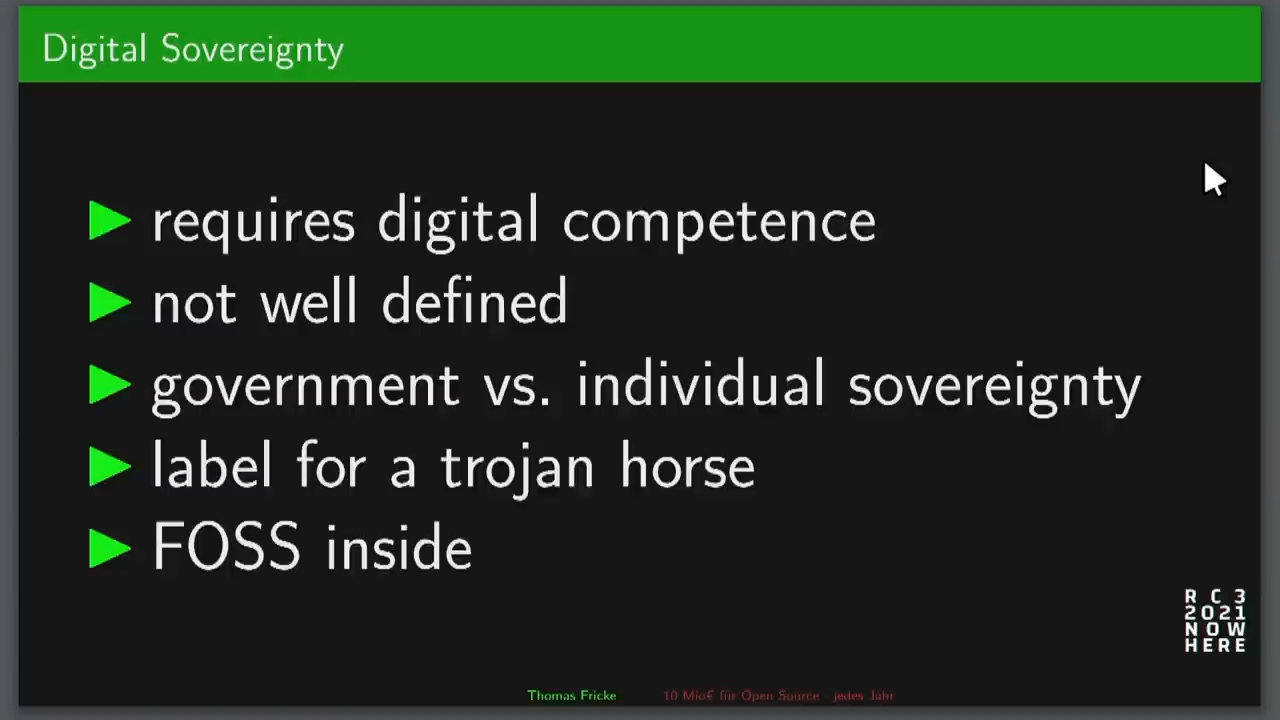 Digital Sovereignty
requires digital competence
not well defined
government vs. individual sovereignty
label for a trojan horse
FOSS inside
R C 3
2021
NOW
HERE
Thomas Fricke 10 Mio€ für Open Source jedes Jahr